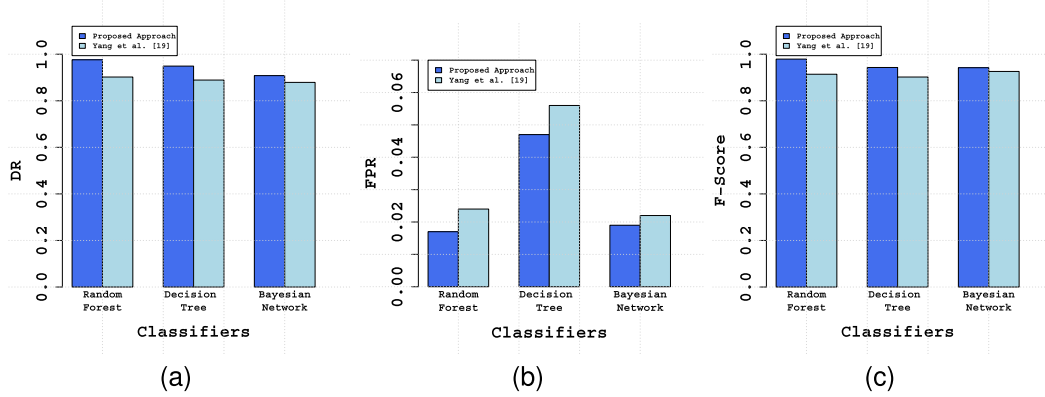 Proposed Approach
Yang et al. [19]
DR
0.0 0.2 0.4 0.6 0.8 1.0
Random Decision Bayesian
Forest Tree Network
Classifiers
(a)
Proposed Approach
Yang et al. [19]
FPR
0.00 0.02 0.04 0.06
Random Decision Bayesian
Forest Tree Network
Classifiers
(b)
Proposed Approach
Yang et al. [19]
F-Score
0.0 0.2 0.4 0.6 0.8 1.0
Random Decision Bayesian
Forest Tree Network
Classifiers
(c)